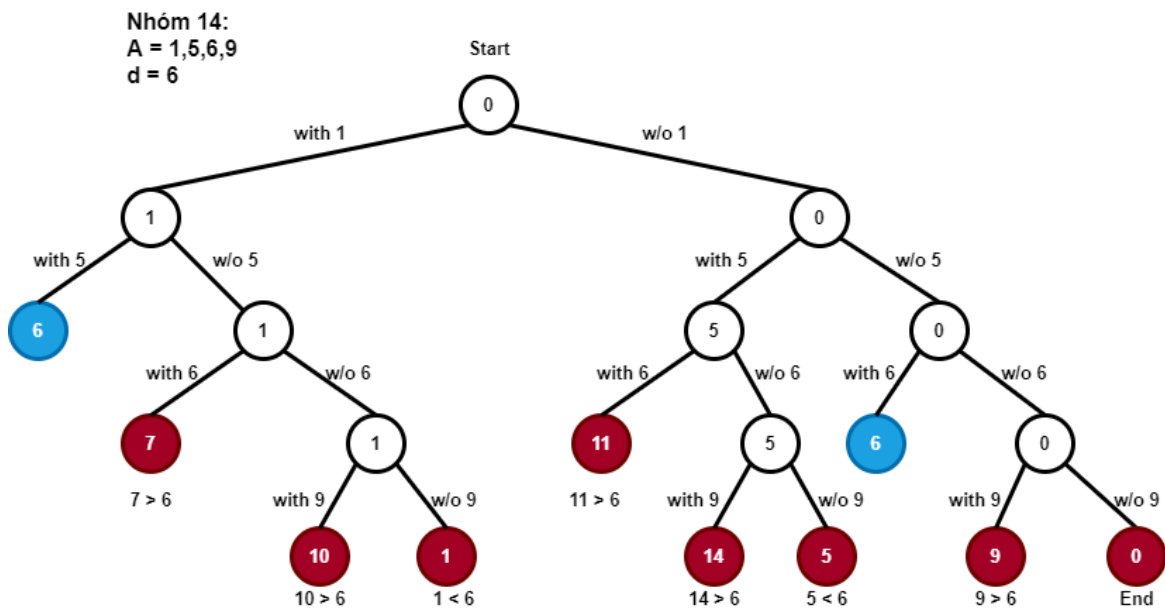 Nhóm 14:
A = 1,5,6,9
d = 6
Start
0
with 1
w/o 1
1
0
with 5
w/o 5
with 5
w/o 5
6
1
5
0
with 6
w/o 6
with 6
w/o 6
with 6
w/o 6
7
1
11
5
6
0
7 > 6
11 > 6
with 9
w/o 9
with 9
w/o 9
with 9
w/o 9
10
1
14
5
9
0
10 > 6
1 < 6
14 > 6
5 < 6
9 > 6
End